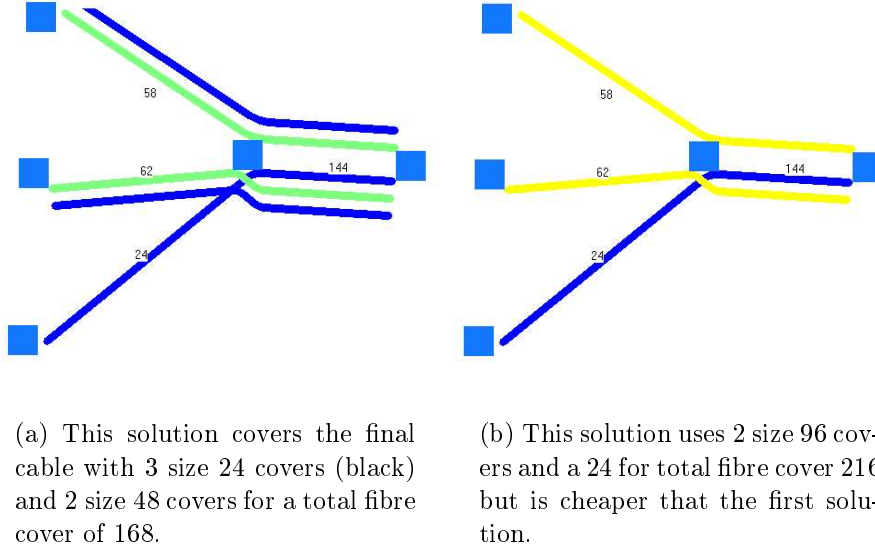 58
62
144
24
58
62
144
24
(a) This solution covers the final
cable with 3 size 24 covers (black)
and 2 size 48 covers for a total fibre
cover of 168.
(b) This solution uses 2 size 96 cov-
ers and a 24 for total fibre cover 216
but is cheaper that the first solu-
tion.